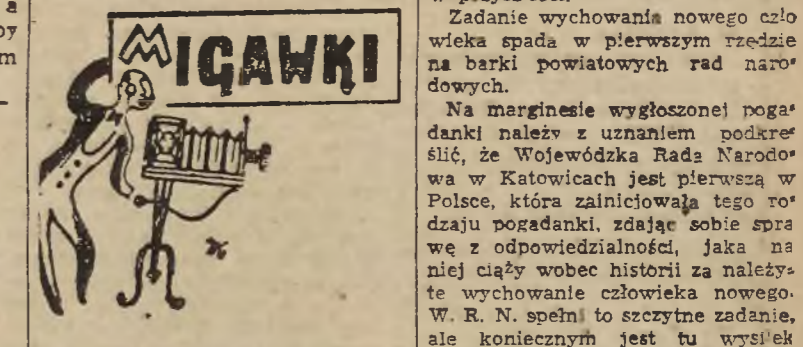 a
by
m
MIGAWKI
Zadanie wychowania nowego czło
wieka spada w pierwszym rzędzie
na barki powiatowych rad naro-
dowych.
Na marginesie wygłoszonej poga-
danki należy z uznaniem podkre-
ślić, że Wojewódzka Rada Narodo-
wa w Katowicach jest pierwszą w
Polsce, która zainicjowała tego ro-
dzaju pogadanki, zdając sobie spra
wę z odpowiedzialności, jaka na
niej ciąży wobec historii za należy-
te wychowanie człowieka nowego.
W. R. N. spełni to szczytne zadanie,
ale koniecznym jest tu wysiłek